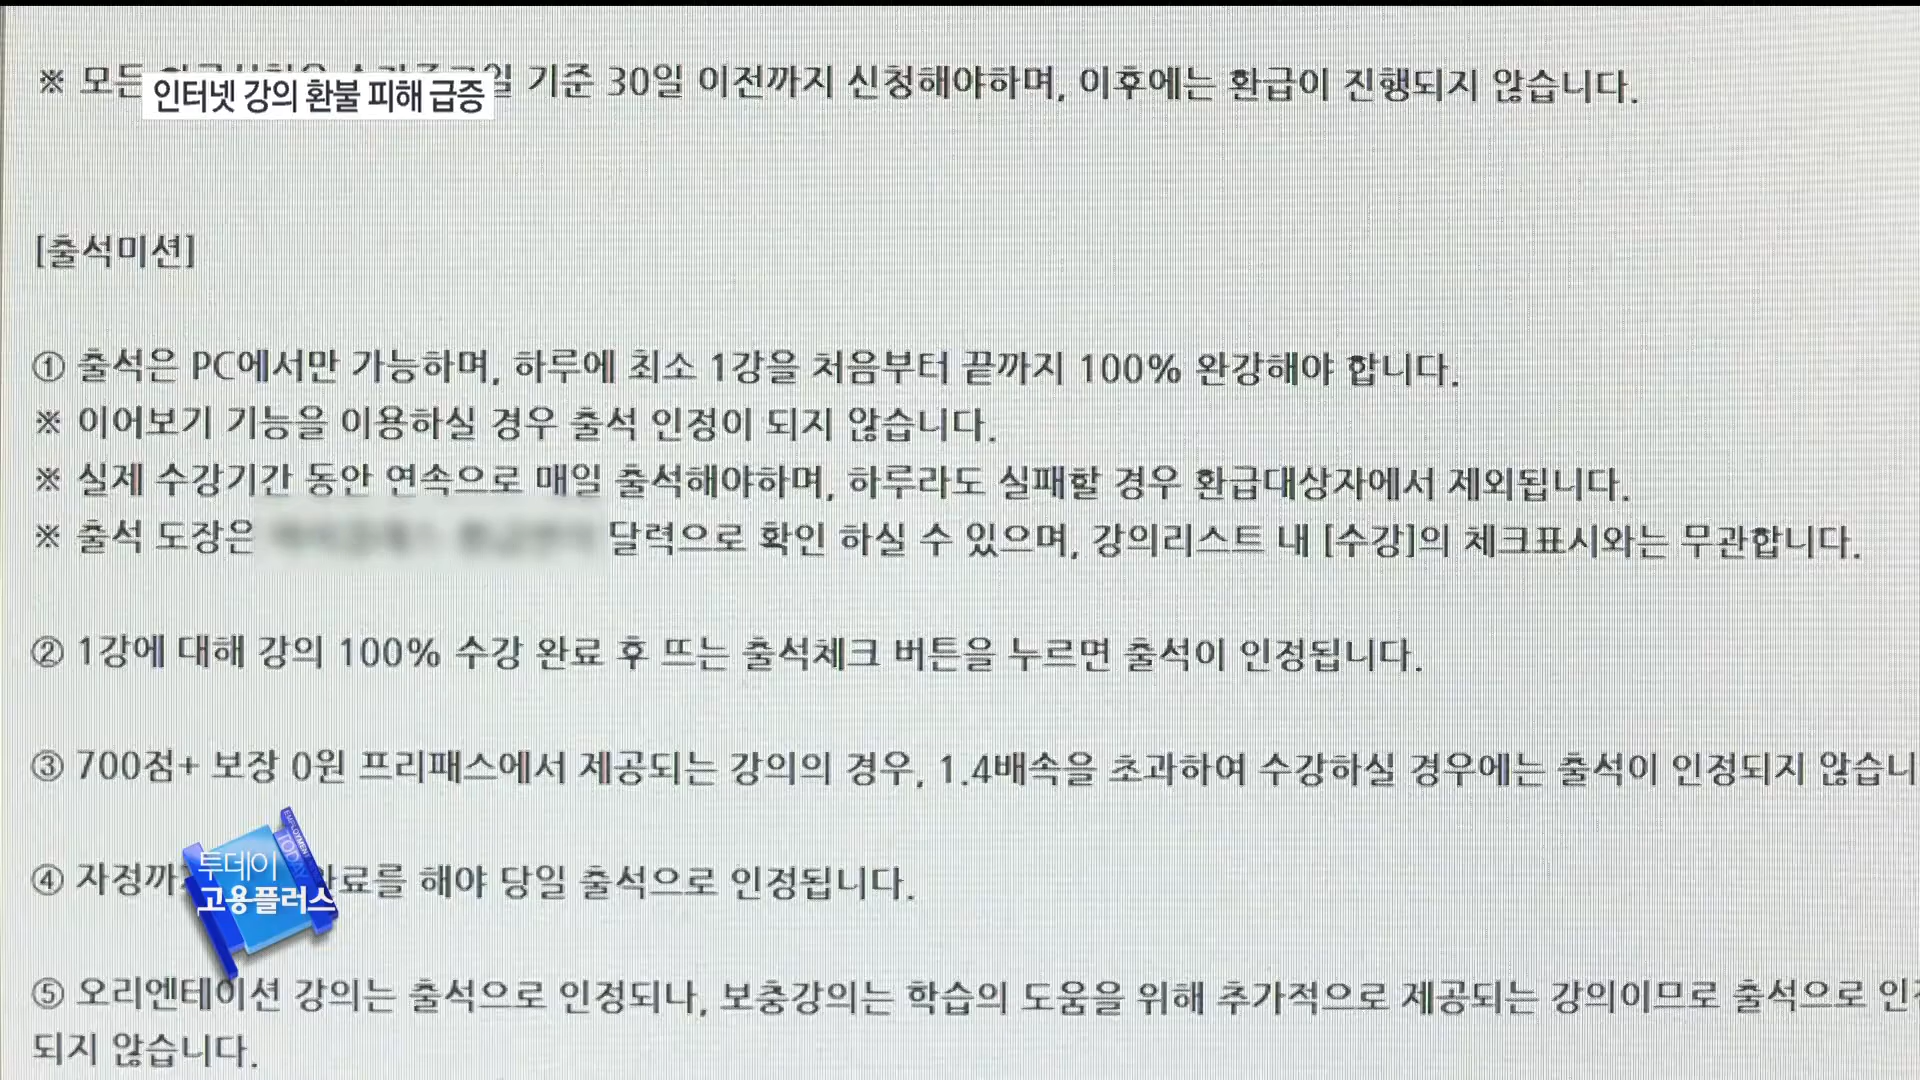 ※ 모든 기준 30일 이전까지 신청해야하며, 이후에는 환급이 진행되지 않습니다.
인터넷 강의 환불 피해 급증
[출석미션]
① 출석은 PC에서만 가능하며, 하루에 최소 1강을 처음부터 끝까지 100% 완강해야 합니다.
※ 이어보기 기능을 이용하실 경우 출석 인정이 되지 않습니다.
※ 실제 수강기간 동안 연속으로 매일 출석해야하며, 하루라도 실패할 경우 환급대상자에서 제외됩니다.
※ 출석 도장은 달력으로 확인 하실 수 있으며, 강의리스트 내 [수강]의 체크표시와는 무관합니다.
② 1강에 대해 강의 100% 수강 완료 후 뜨는 출석체크 버튼을 누르면 출석이 인정됩니다.
③ 700점+ 보장 0원 프리패스에서 제공되는 강의의 경우, 1.4배속을 초과하여 수강하실 경우에는 출석이 인정되지 않습니
④ 해야 당일 출석으로 인정됩니다.
EMPLOYMENT
TODAY
투데이
고용플러스
⑤ 오리엔테이션 강의는 출석으로 인정되나, 보충강의는 학습의 도움을 위해 추가적으로 제공되는 강의이므로 출석으로 인정
되지 않습니다.